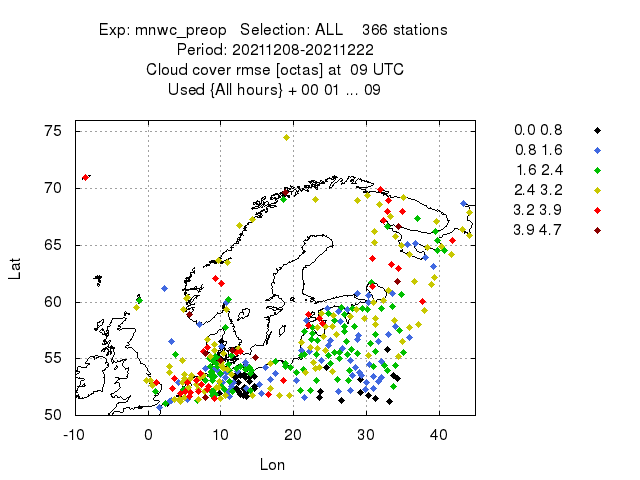 Exp: mnwc_preop   Selection: ALL    366 stations
Period: 20211208-20211222
Cloud cover rmse [octas] at  09 UTC
Used {All hours} + 00 01 ... 09
75
70
65
60
55
50
-10 0 10 20 30 40
Lat
Lon
0.0 0.8
0.8 1.6
1.6 2.4
2.4 3.2
3.2 3.9
3.9 4.7